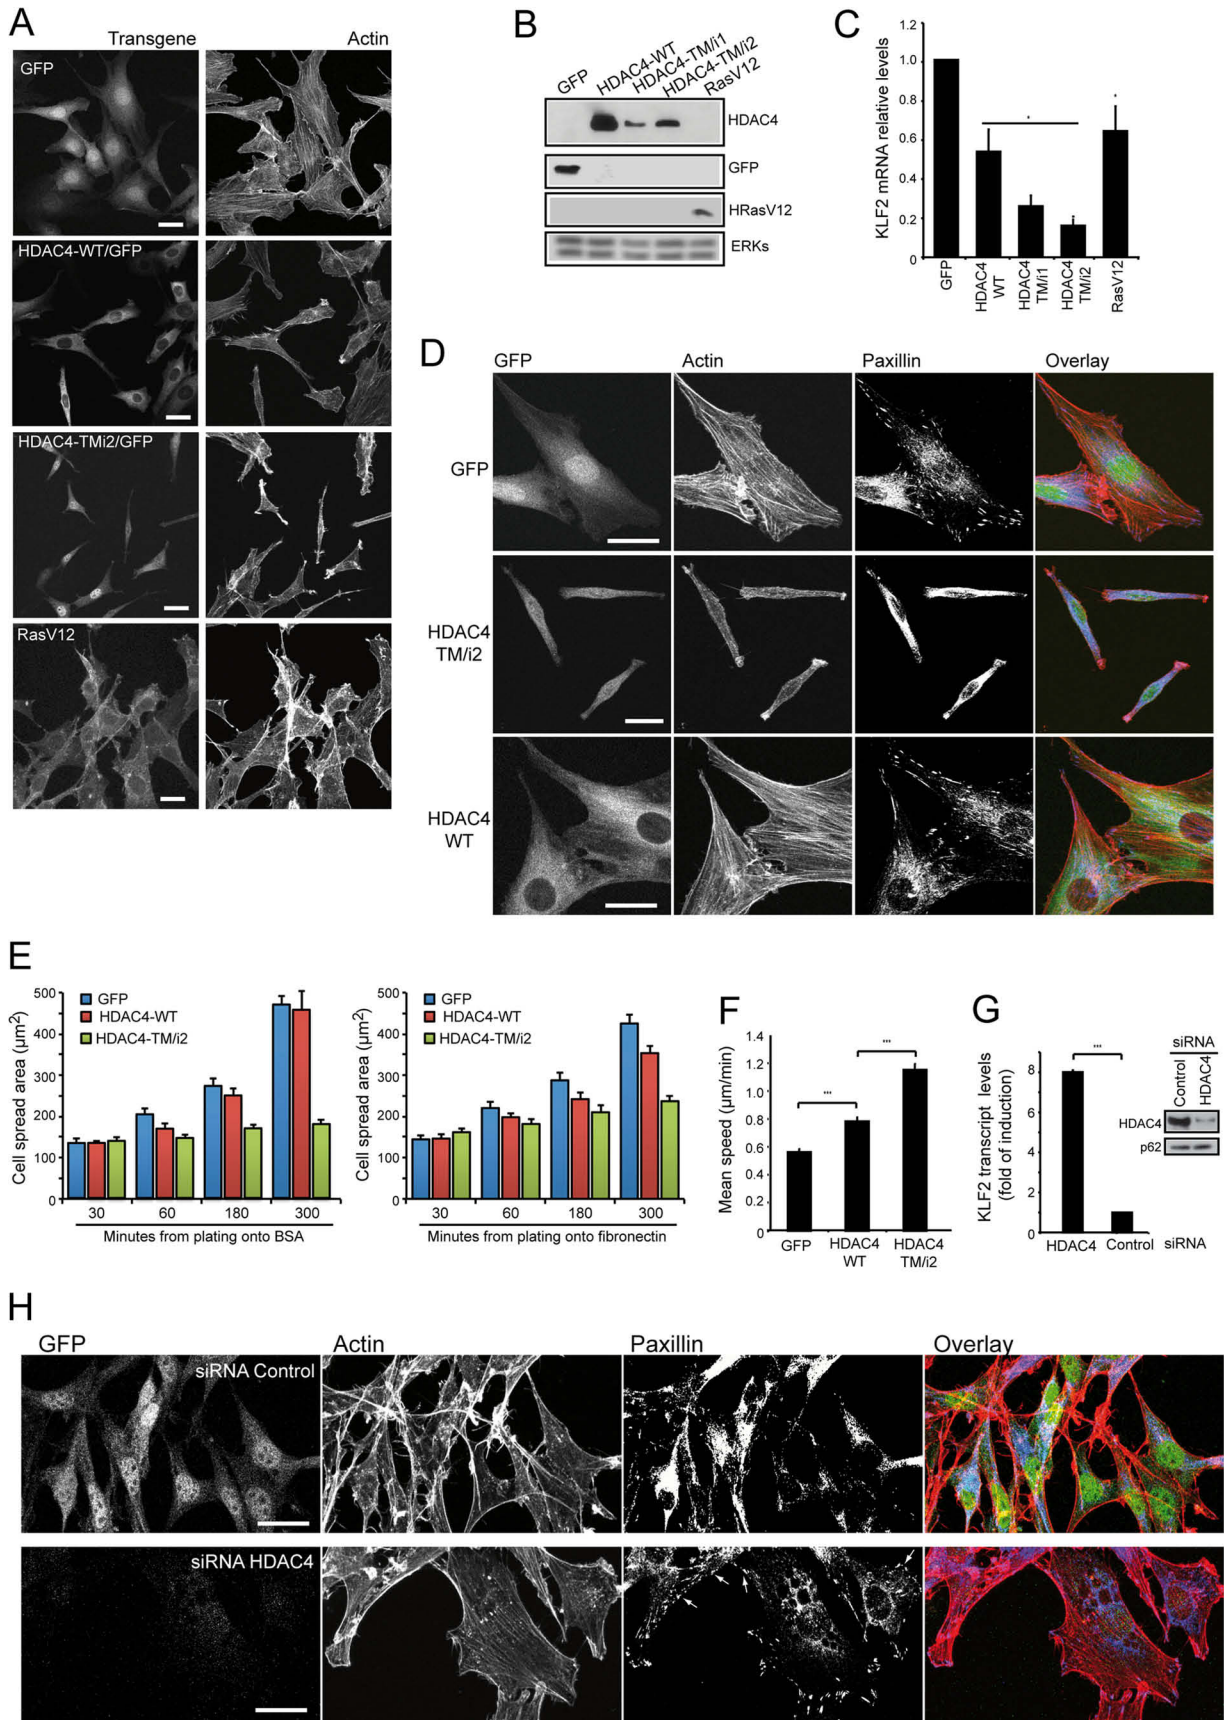 A
Transgene Actin
GFP
HDAC4-WT/GFP
HDAC4-TMi2/GFP
RasV12
B
GFP
HDAC4-WT
HDAC4-TM/i1
HDAC4-TM/i2
RasV12
HDAC4
GFP
HRasV12
ERKs
C
KLF2 mRNA relative levels
1.2
1.0
0.8
0.6
0.4
0.2
0
*
*
*
GFP
HDAC4 WT
HDAC4 TM/i1
HDAC4 TM/i2
RasV12
D
GFP Actin Paxillin Overlay
GFP
HDAC4
TM/i2
HDAC4
WT
E
Cell spread area (µm²)
500
400
300
200
100
0
GFP
HDAC4-WT
HDAC4-TM/i2
30 60 180 300
Minutes from plating onto BSA
Cell spread area (µm²)
500
400
300
200
100
0
GFP
HDAC4-WT
HDAC4-TM/i2
30 60 180 300
Minutes from plating onto fibronectin
F
Mean speed (µm/min)
1.4
1.2
1.0
0.8
0.6
0.4
0.2
0
***
***
GFP
HDAC4 WT
HDAC4 TM/i2
G
KLF2 transcript levels
(fold of induction)
10
8
6
4
2
0
***
HDAC4 Control siRNA
siRNA
Control
HDAC4
HDAC4
p62
H
GFP Actin Paxillin Overlay
siRNA Control
siRNA HDAC4